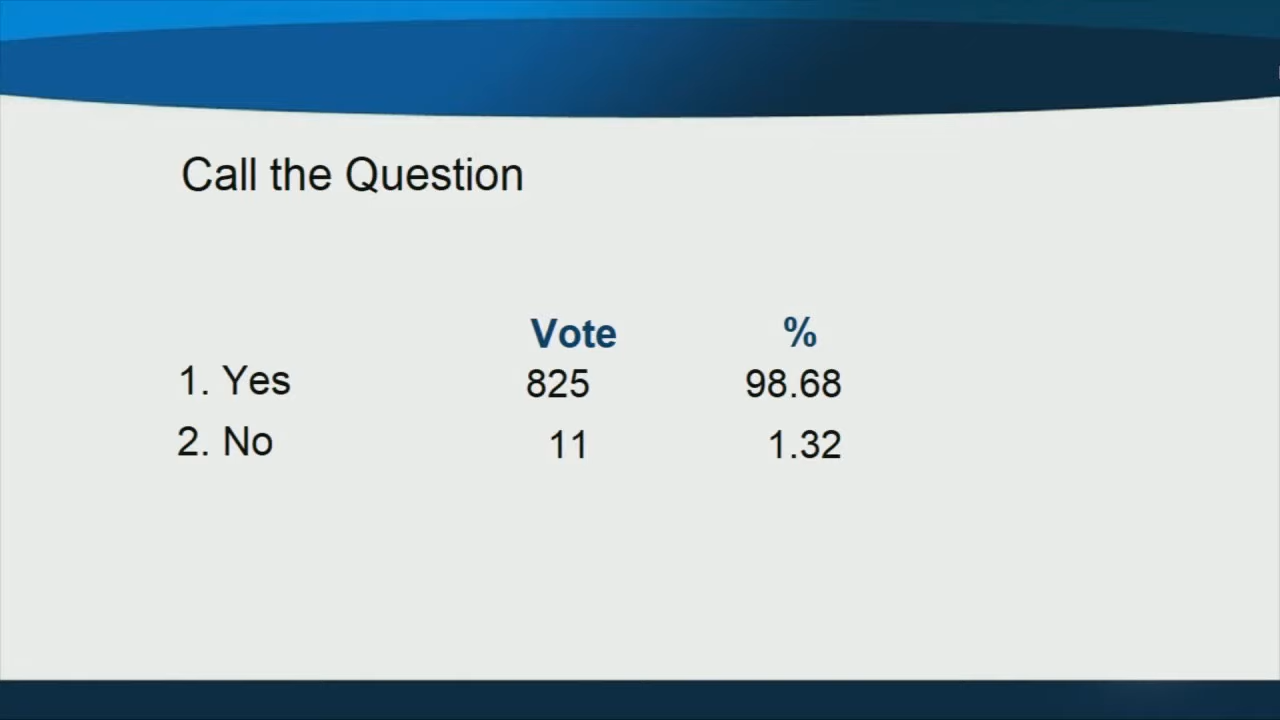 Call the Question
Vote %
1. Yes 825 98.68
2. No 11 1.32